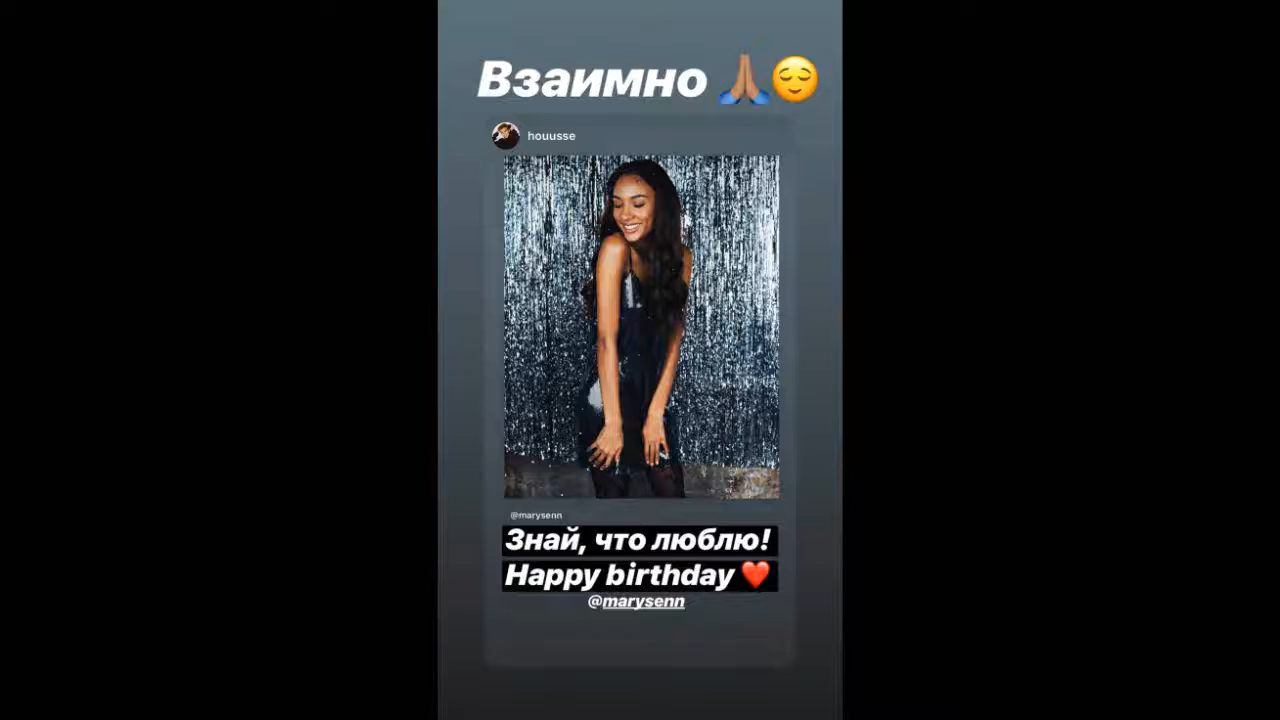 Взаимно 🙏🏽😌
houusse
@marysenn
Знай, что люблю!
Happy birthday ❤️
@marysenn